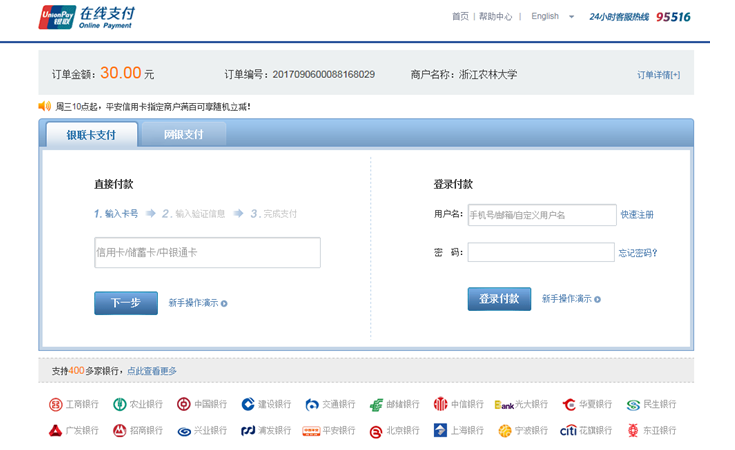 UnionPay 银联 在线支付 Online Payment
首页 | 帮助中心 | English 24小时客服热线 95516
订单金额：30.00元 订单编号：2017090600088168029 商户名称：浙江农林大学 订单详情[+]
周三10点起，平安信用卡指定商户满百可享随机立减！
银联卡支付 网银支付
直接付款
1. 输入卡号 2. 输入验证信息 3. 完成支付
信用卡/储蓄卡/中银通卡
下一步 新手操作演示
登录付款
用户名： 手机号/邮箱/自定义用户名 快速注册
密 码： 忘记密码？
登录付款 新手操作演示
支持400多家银行，点此查看更多
工商银行 农业银行 中国银行 建设银行 交通银行 邮储银行 中信银行 Bank 光大银行 华夏银行 民生银行
广发银行 招商银行 兴业银行 浦发银行 平安银行 北京银行 上海银行 宁波银行 citi 花旗银行 东亚银行